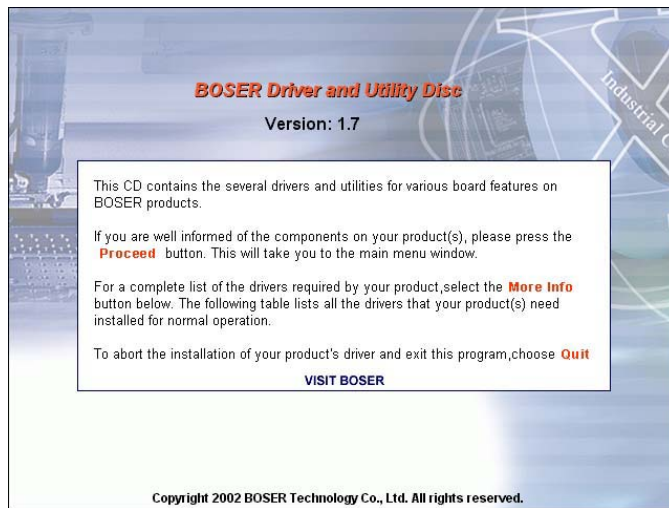 BOSER Driver and Utility Disc
Version: 1.7
Industrial
This CD contains the several drivers and utilities for various board features on
BOSER products.
If you are well informed of the components on your product(s), please press the
Proceed button. This will take you to the main menu window.
For a complete list of the drivers required by your product,select the More Info
button below. The following table lists all the drivers that your product(s) need
installed for normal operation.
To abort the installation of your product's driver and exit this program,choose Quit
VISIT BOSER
Copyright 2002 BOSER Technology Co., Ltd. All rights reserved.